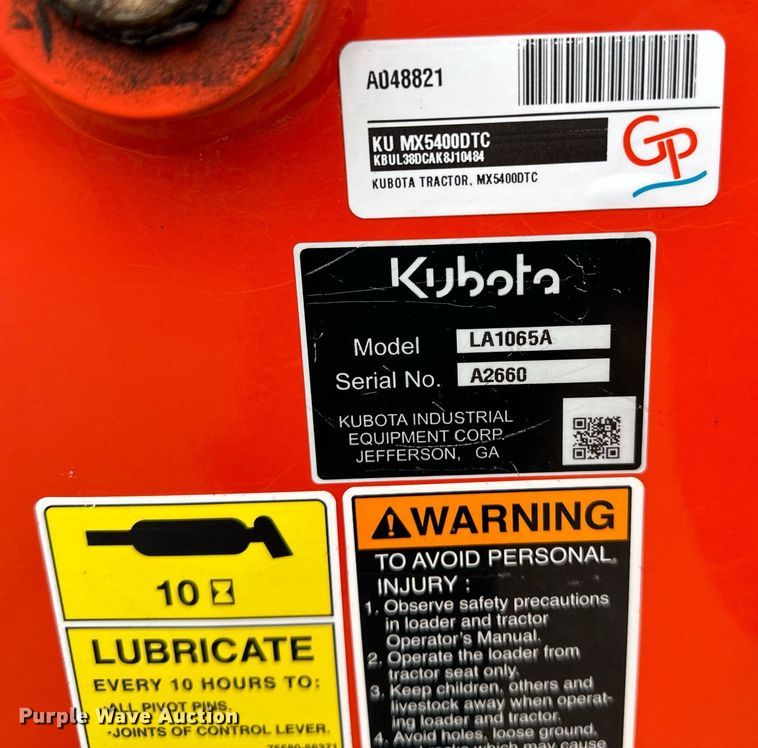 A048821
KU MX5400DTC
KBUL38DCAK8J10484
KUBOTA TRACTOR, MX5400DTC
GP
Kubota
Model LA1065A
Serial No. A2660
KUBOTA INDUSTRIAL
EQUIPMENT CORP.
JEFFERSON, GA
10
LUBRICATE
EVERY 10 HOURS TO:
-ALL PIVOT PINS.
-JOINTS OF CONTROL LEVER.
WARNING
TO AVOID PERSONAL
INJURY :
1. Observe safety precautions
in loader and tractor
Operator's Manual.
2. Operate the loader from
tractor seat only.
3. Keep children, others and
livestock away when operat-
ing loader and tractor.
4. Avoid holes, loose ground,
which may cause
Purple Wave Auction